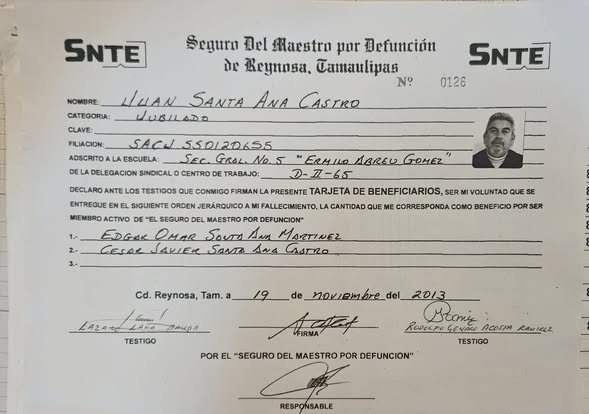 SNTE
Seguro Del Maestro por Defunción
de Reynosa, Tamaulipas
SNTE
Nº 0126
NOMBRE: JUAN SANTA ANA CASTRO
CATEGORIA: JUBILADO
CLAVE:
FILIACION: SACJ 550120655
ADSCRITO A LA ESCUELA: SEC. GRAL. NO. 5 "ERMILO ABREU GOMEZ"
DE LA DELEGACION SINDICAL O CENTRO DE TRABAJO: D-II-65
DECLARO ANTE LOS TESTIGOS QUE CONMIGO FIRMAN LA PRESENTE TARJETA DE BENEFICIARIOS, SER MI VOLUNTAD QUE SE
ENTREGUE EN EL SIGUIENTE ORDEN JERÁRQUICO A MI FALLECIMIENTO, LA CANTIDAD QUE ME CORRESPONDA COMO BENEFICIO POR SER
MIEMBRO ACTIVO DE "EL SEGURO DEL MAESTRO POR DEFUNCION"
1.- EDGAR OMAR SANTA ANA MARTINEZ
2.- CESAR JAVIER SANTA ANA CASTRO
3.-
Cd. Reynosa, Tam. a 19 de noviembre del 2013
RODOLFO GENARO ACOSTA RAMIREZ
TESTIGO FIRMA TESTIGO
POR EL "SEGURO DEL MAESTRO POR DEFUNCION"
RESPONSABLE